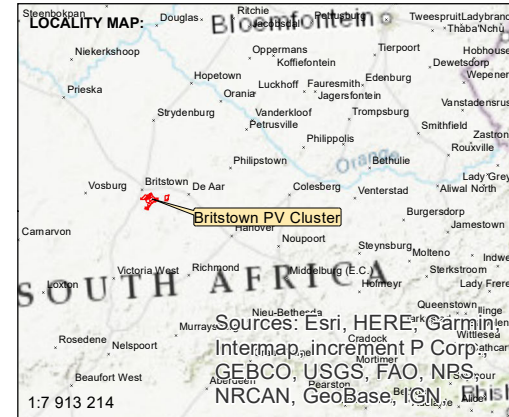 Steenbokpan
Douglas
Ritchie
Jacobsdal
Petrusburg
Tweespruit
Ladybrand
LOCALITY MAP:
Bloemfontein
Thaba'Nchu
Niekerkshoop
Oppermans
Koffiefontein
Tierpoort
Hobhouse
Dewetsdorp
Wepener
Hopetown
Luckhoff
Fauresmith
Edenburg
Prieska
Orania
Jagersfontein
Vanstadensrus
Strydenburg
Vanderkloof
Trompsburg
Petrusville
Smithfield
Zastron
Philippolis
Rouxville
Philipstown
Orange
Bethulie
Lady Grey
Vosburg
Britstown
De Aar
Colesberg
Venterstad
Aliwal North
Britstown PV Cluster
Burgersdorp
Jamestown
Carnarvon
Hanover
Noupoort
Steynsburg
Molteno
Indwe
Victoria West
Richmond
Middelburg (E.C.)
Sterkstroom
Loxton
SOUTH AFRICA
Hofmeyr
Lady Frere
Queenstown
Ilinge
Nieu-Bethesda
Murraysburg
Sources: Esri, HERE, Garmin,
Rosedene
Nelspoort
Cradock
Wittlesea
Intermap, increment P Corp.,
Cathcart
Mortimer
GEBCO, USGS, FAO, NPS,
Beaufort West
Aberdeen
Pearston
NRCAN, GeoBase, IGN,
Alice
1:7 913 214